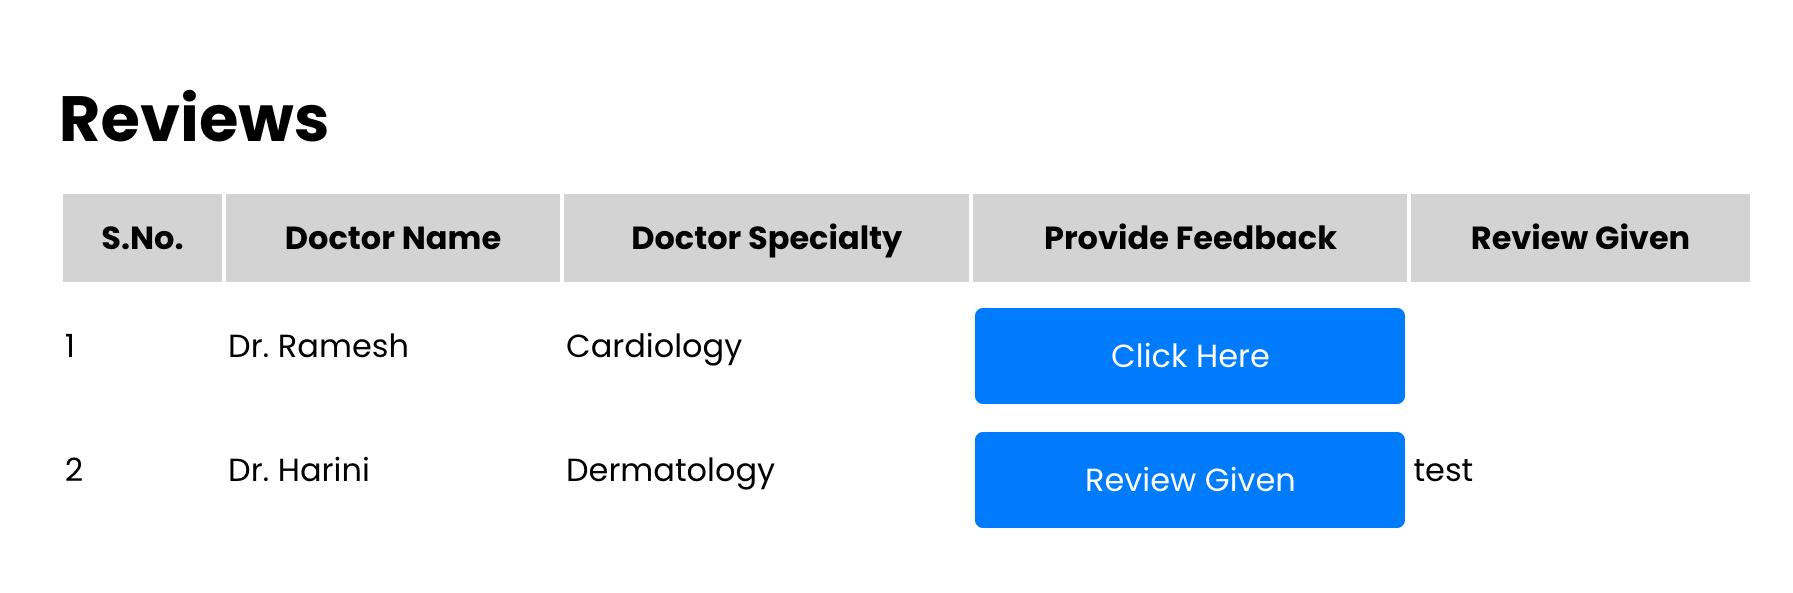 Reviews
S.No. Doctor Name Doctor Specialty Provide Feedback Review Given
1 Dr. Ramesh Cardiology Click Here
2 Dr. Harini Dermatology Review Given test